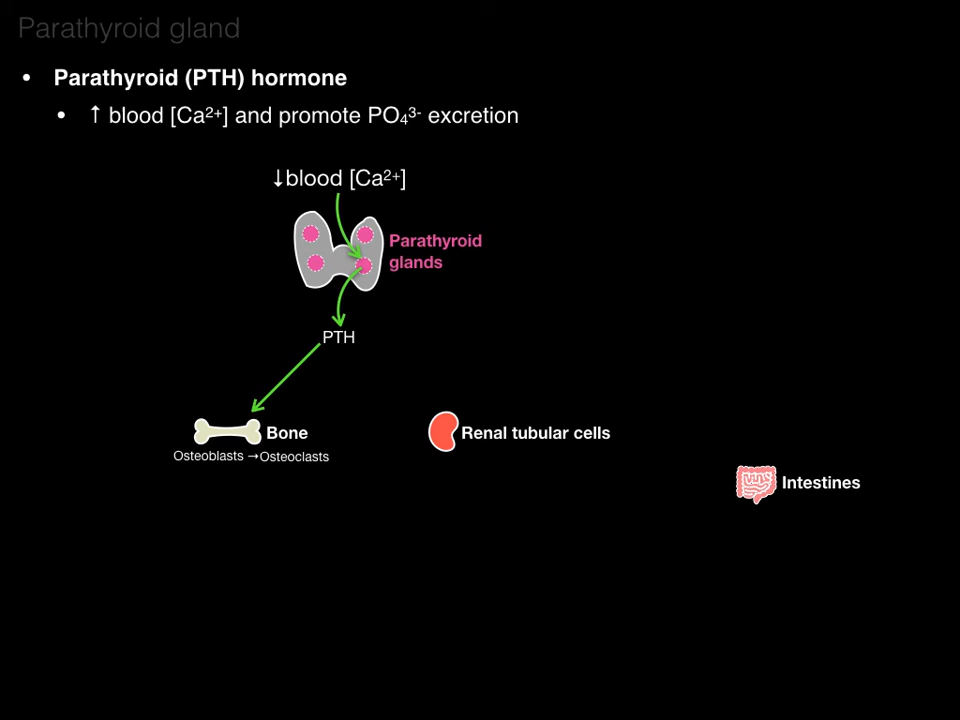 Parathyroid gland
• Parathyroid (PTH) hormone
• ↑ blood [Ca²⁺] and promote PO₄³⁻ excretion
↓blood [Ca²⁺]
Parathyroid
glands
PTH
Bone
Renal tubular cells
Osteoblasts →Osteoclasts
Intestines